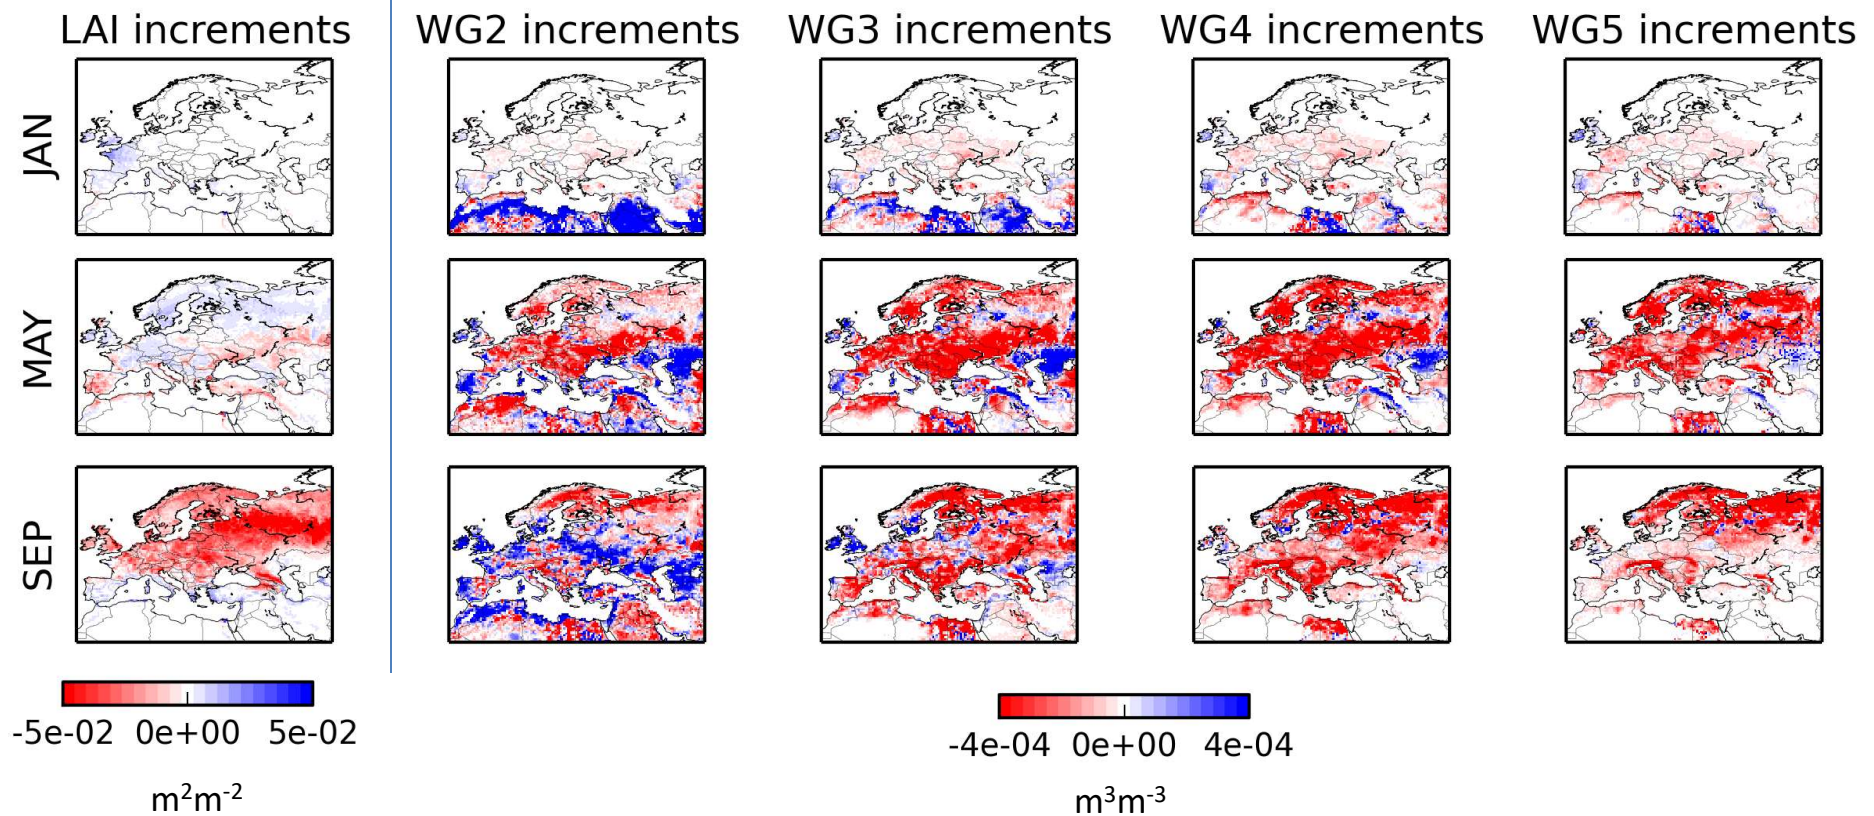 LAI increments WG2 increments WG3 increments WG4 increments WG5 increments
JAN
MAY
SEP
-5e-02 0e+00 5e-02
-4e-04 0e+00 4e-04
m²m⁻²
m³m⁻³